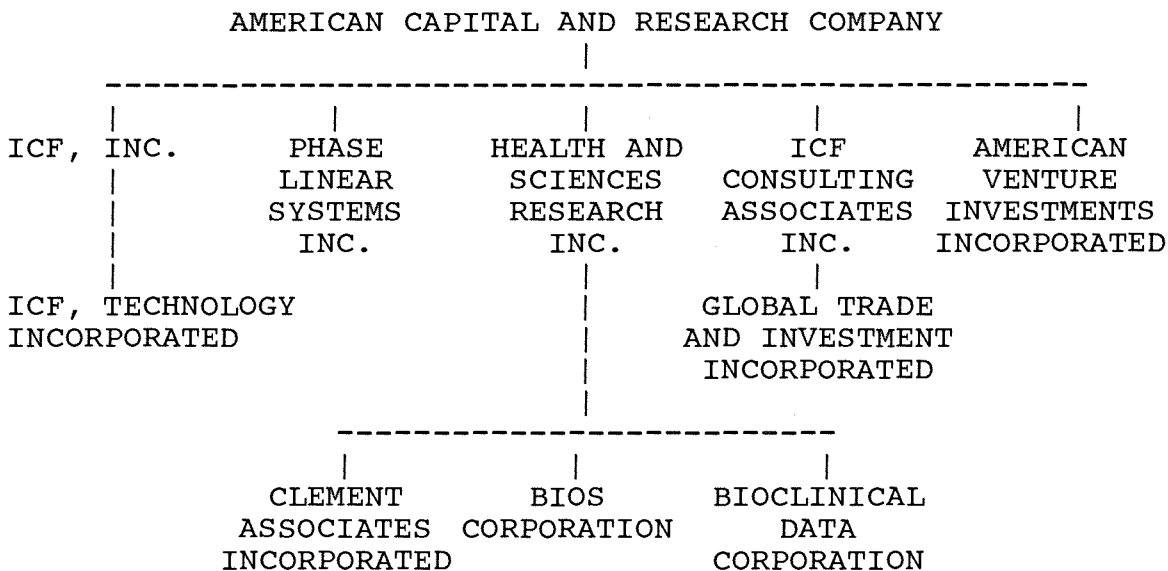 AMERICAN CAPITAL AND RESEARCH COMPANY
ICF, INC.
PHASE
LINEAR
SYSTEMS
INC.
HEALTH AND
SCIENCES
RESEARCH
INC.
ICF
CONSULTING
ASSOCIATES
INC.
AMERICAN
VENTURE
INVESTMENTS
INCORPORATED
ICF, TECHNOLOGY
INCORPORATED
GLOBAL TRADE
AND INVESTMENT
INCORPORATED
CLEMENT
ASSOCIATES
INCORPORATED
BIOS
CORPORATION
BIOCLINICAL
DATA
CORPORATION